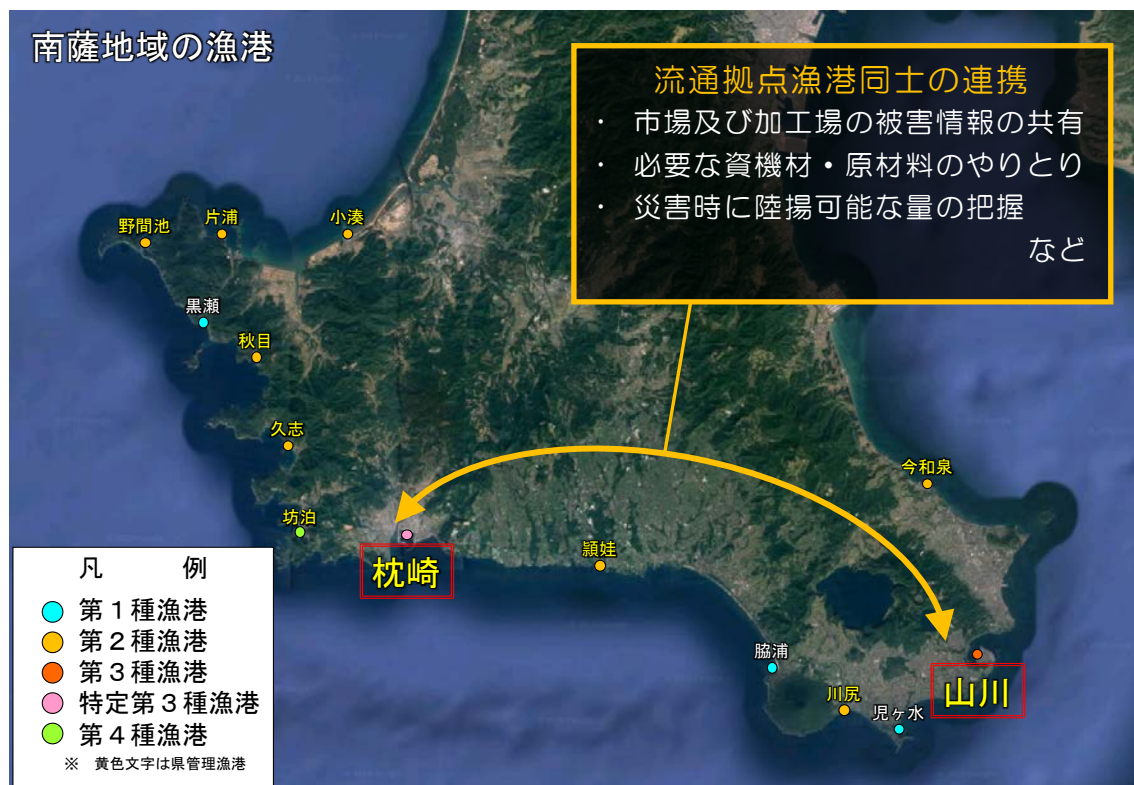 南薩地域の漁港
流通拠点漁港同士の連携
・ 市場及び加工場の被害情報の共有
・ 必要な資機材・原材料のやりとり
・ 災害時に陸揚可能な量の把握
など
野間池
片浦
小湊
黒瀬
秋目
久志
今和泉
坊泊
枕崎
頴娃
脇浦
川尻
児ヶ水
山川
凡 例
第１種漁港
第２種漁港
第３種漁港
特定第３種漁港
第４種漁港
※ 黄色文字は県管理漁港